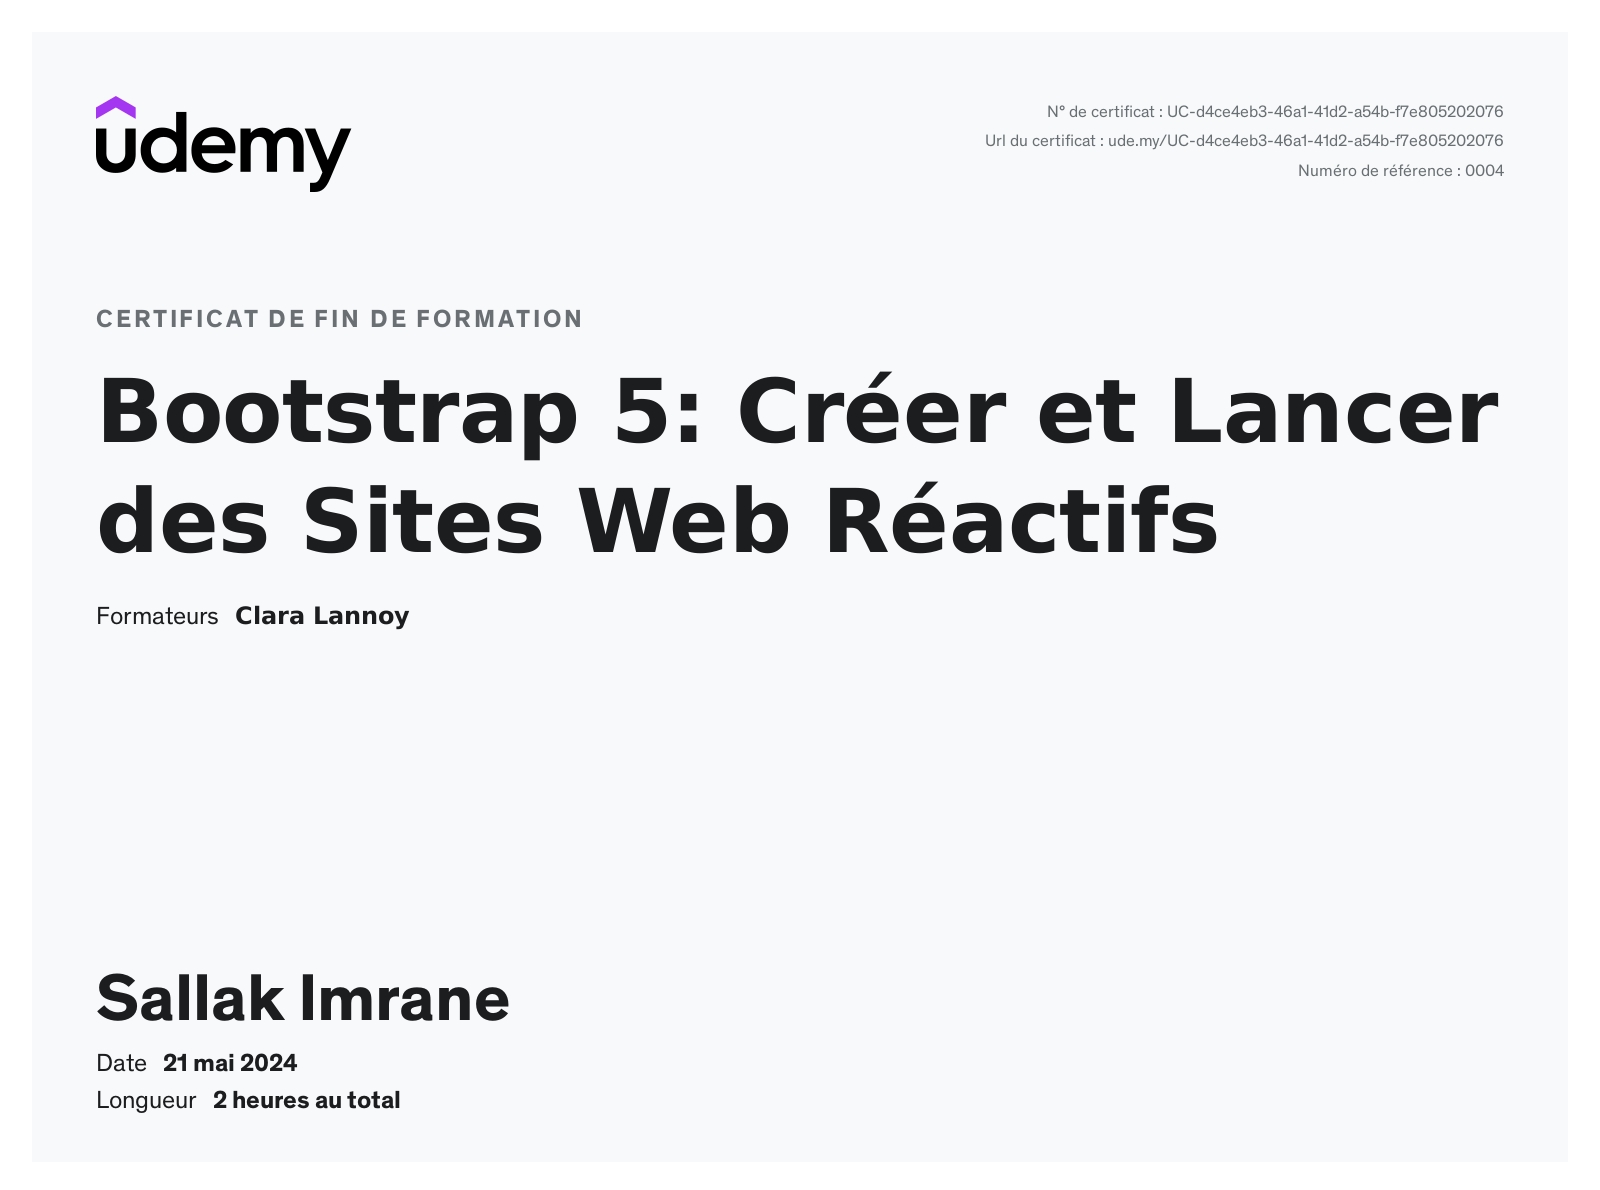 udemy
N° de certificat : UC-d4ce4eb3-46a1-41d2-a54b-f7e805202076
Url du certificat : ude.my/UC-d4ce4eb3-46a1-41d2-a54b-f7e805202076
Numéro de référence : 0004
CERTIFICAT DE FIN DE FORMATION
Bootstrap 5: Créer et Lancer
des Sites Web Réactifs
Formateurs Clara Lannoy
Sallak Imrane
Date 21 mai 2024
Longueur 2 heures au total